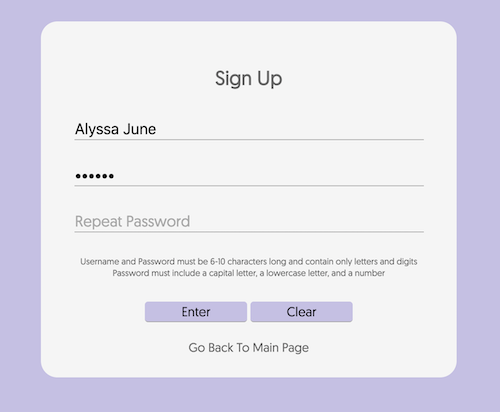 Sign Up
Alyssa June
••••••
Repeat Password
Username and Password must be 6-10 characters long and contain only letters and digits
Password must include a capital letter, a lowercase letter, and a number
Enter Clear
Go Back To Main Page